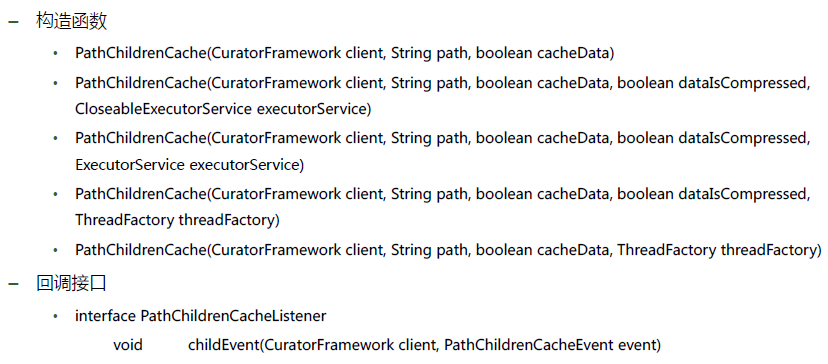 – 构造函数
• PathChildrenCache(CuratorFramework client, String path, boolean cacheData)
• PathChildrenCache(CuratorFramework client, String path, boolean cacheData, boolean dataIsCompressed,
CloseableExecutorService executorService)
• PathChildrenCache(CuratorFramework client, String path, boolean cacheData, boolean dataIsCompressed,
ExecutorService executorService)
• PathChildrenCache(CuratorFramework client, String path, boolean cacheData, boolean dataIsCompressed,
ThreadFactory threadFactory)
• PathChildrenCache(CuratorFramework client, String path, boolean cacheData, ThreadFactory threadFactory)
– 回调接口
• interface PathChildrenCacheListener
void childEvent(CuratorFramework client, PathChildrenCacheEvent event)